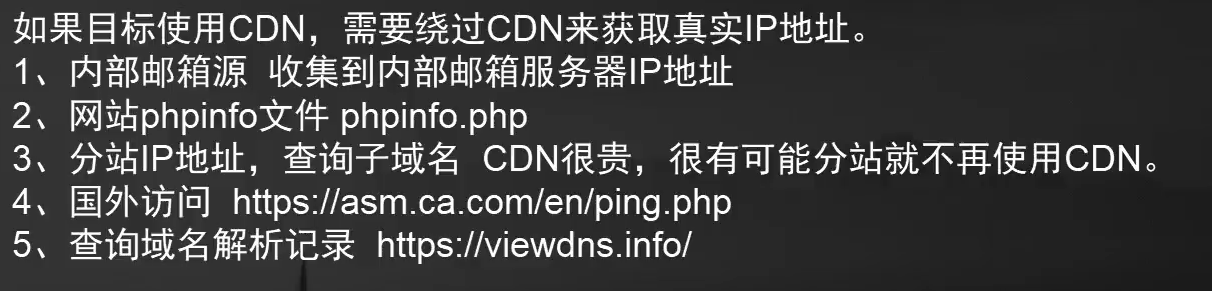 如果目标使用CDN，需要绕过CDN来获取真实IP地址。
1、内部邮箱源  收集到内部邮箱服务器IP地址
2、网站phpinfo文件 phpinfo.php
3、分站IP地址，查询子域名  CDN很贵，很有可能分站就不再使用CDN。
4、国外访问  https://asm.ca.com/en/ping.php
5、查询域名解析记录  https://viewdns.info/